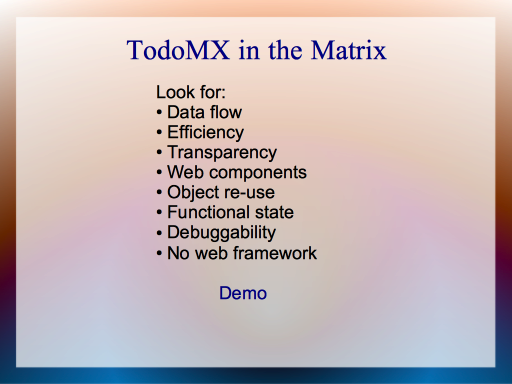 TodoMX in the Matrix
Look for:
• Data flow
• Efficiency
• Transparency
• Web components
• Object re-use
• Functional state
• Debuggability
• No web framework
Demo